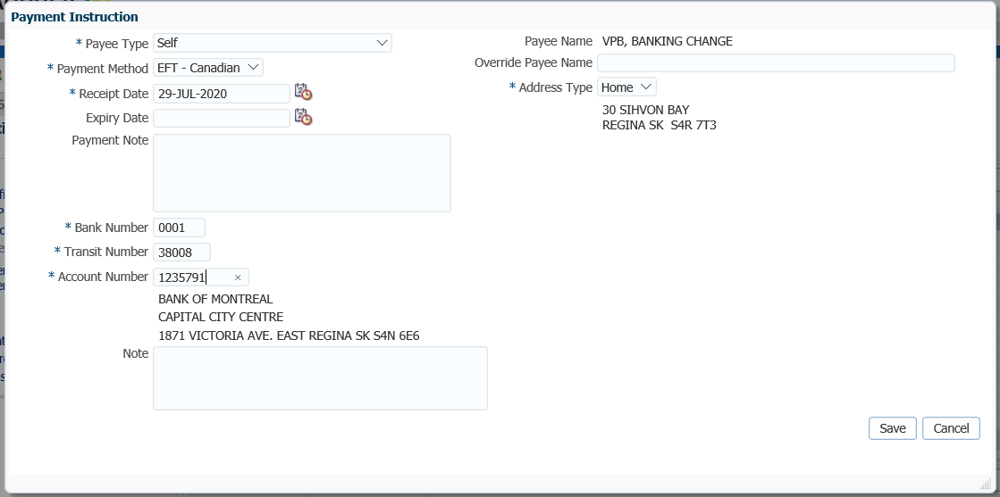 Payment Instruction
* Payee Type Self
* Payment Method EFT - Canadian
* Receipt Date 29-JUL-2020
Expiry Date
Payment Note
* Bank Number 0001
* Transit Number 38008
* Account Number 1235791 ×
BANK OF MONTREAL
CAPITAL CITY CENTRE
1871 VICTORIA AVE. EAST REGINA SK S4N 6E6
Note
Payee Name VPB, BANKING CHANGE
Override Payee Name
* Address Type Home
30 SIHVON BAY
REGINA SK S4R 7T3
Save Cancel